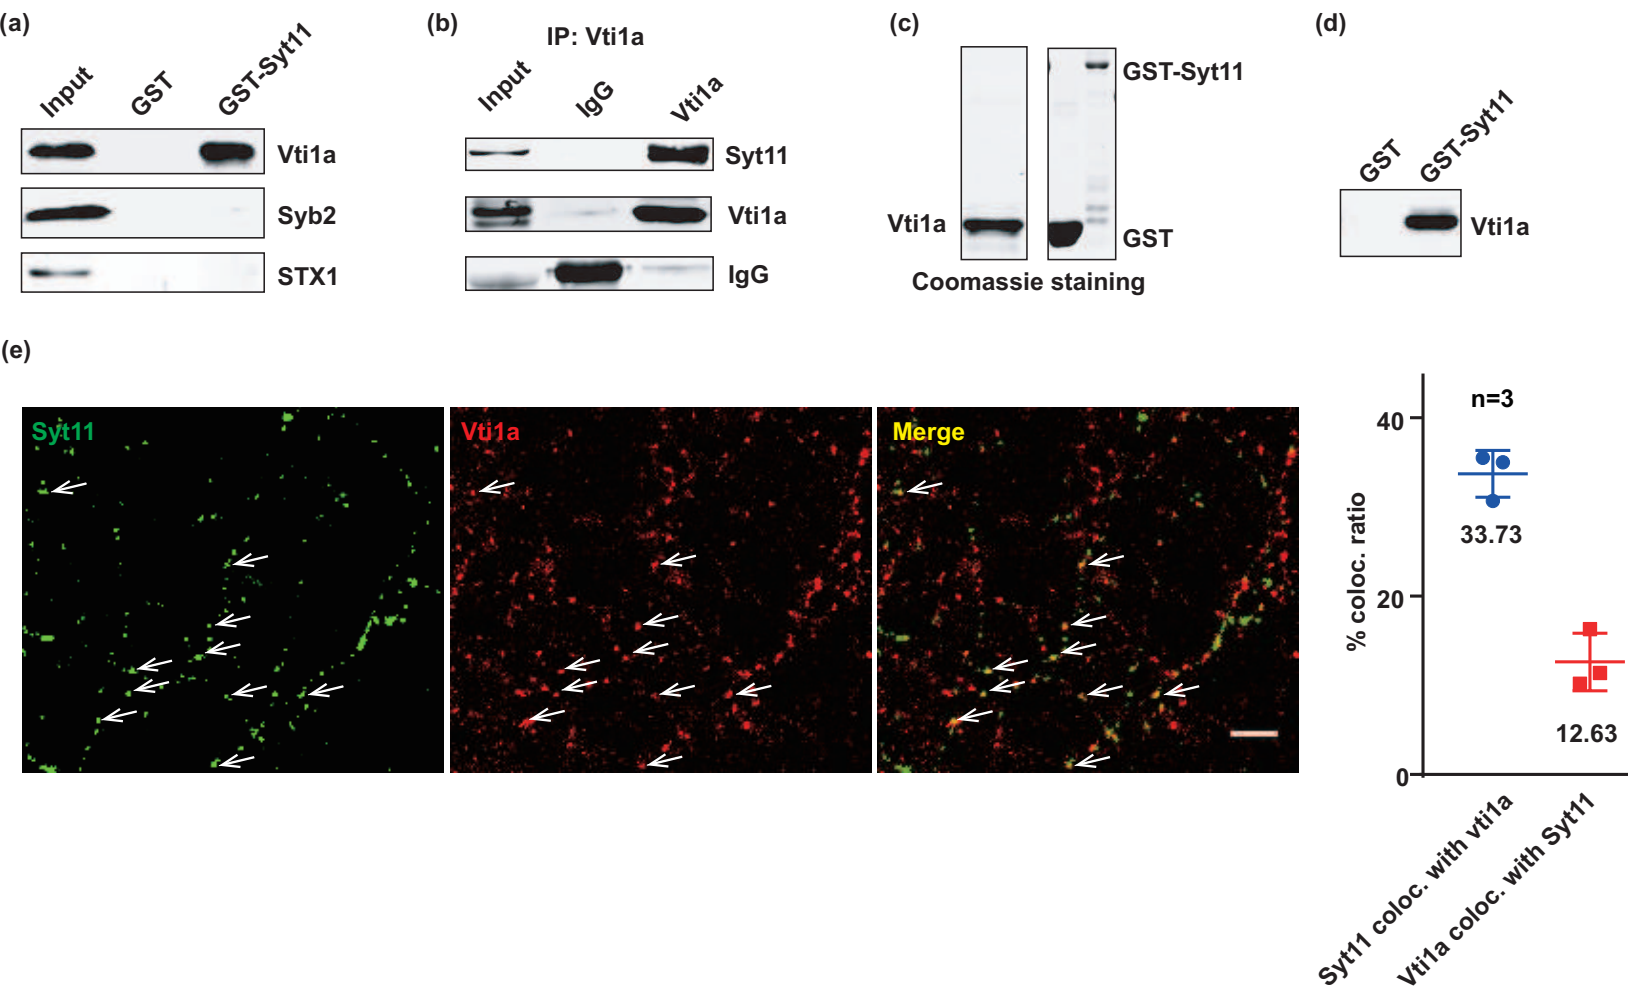 (a)
Input
GST
GST-Syt11
Vti1a
Syb2
STX1
(b)
IP: Vti1a
Input
IgG
Vti1a
Syt11
Vti1a
IgG
(c)
Vti1a
GST-Syt11
GST
Coomassie staining
(d)
GST
GST-Syt11
Vti1a
(e)
Syt11
Vti1a
Merge
% coloc. ratio
40
20
0
n=3
33.73
12.63
Syt11 coloc. with vti1a
Vti1a coloc. with Syt11